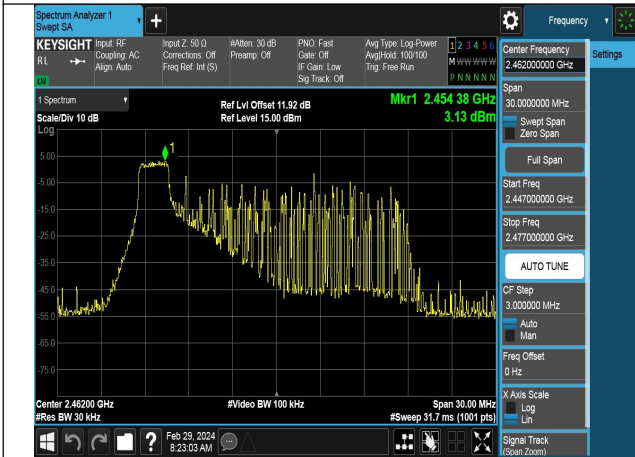 Spectrum Analyzer 1
Swept SA
Frequency
KEYSIGHT
RL
LXI
Input: RF
Coupling: AC
Align: Auto
Input Z: 50 Ω
Corrections: Off
Freq Ref: Int (S)
#Atten: 30 dB
Preamp: Off
PNO: Fast
Gate: Off
IF Gain: Low
Sig Track: Off
Avg Type: Log-Power
Avg|Hold: 100/100
Trig: Free Run
1 2 3 4 5 6
M W W W W W
P N N N N N
Center Frequency
2.462000000 GHz
Settings
Span
30.0000000 MHz
Swept Span
Zero Span
Full Span
Start Freq
2.447000000 GHz
Stop Freq
2.477000000 GHz
AUTO TUNE
CF Step
3.000000 MHz
Auto
Man
Freq Offset
0 Hz
X Axis Scale
Log
Lin
Signal Track
(Span Zoom)
1 Spectrum
Scale/Div 10 dB
Ref Lvl Offset 11.92 dB
Ref Level 15.00 dBm
Mkr1 2.454 38 GHz
3.13 dBm
Log
1
5.00
-5.00
-15.0
-25.0
-35.0
-45.0
-55.0
-65.0
-75.0
Center 2.46200 GHz
#Video BW 100 kHz
Span 30.00 MHz
#Res BW 30 kHz
#Sweep 31.7 ms (1001 pts)
?
Feb 29, 2024
8:23:03 AM